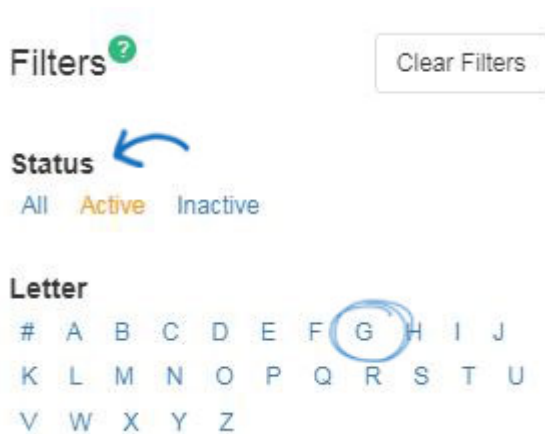 Filters ?
Clear Filters
Status
All Active Inactive
Letter
# A B C D E F G H I J
K L M N O P Q R S T U
V W X Y Z